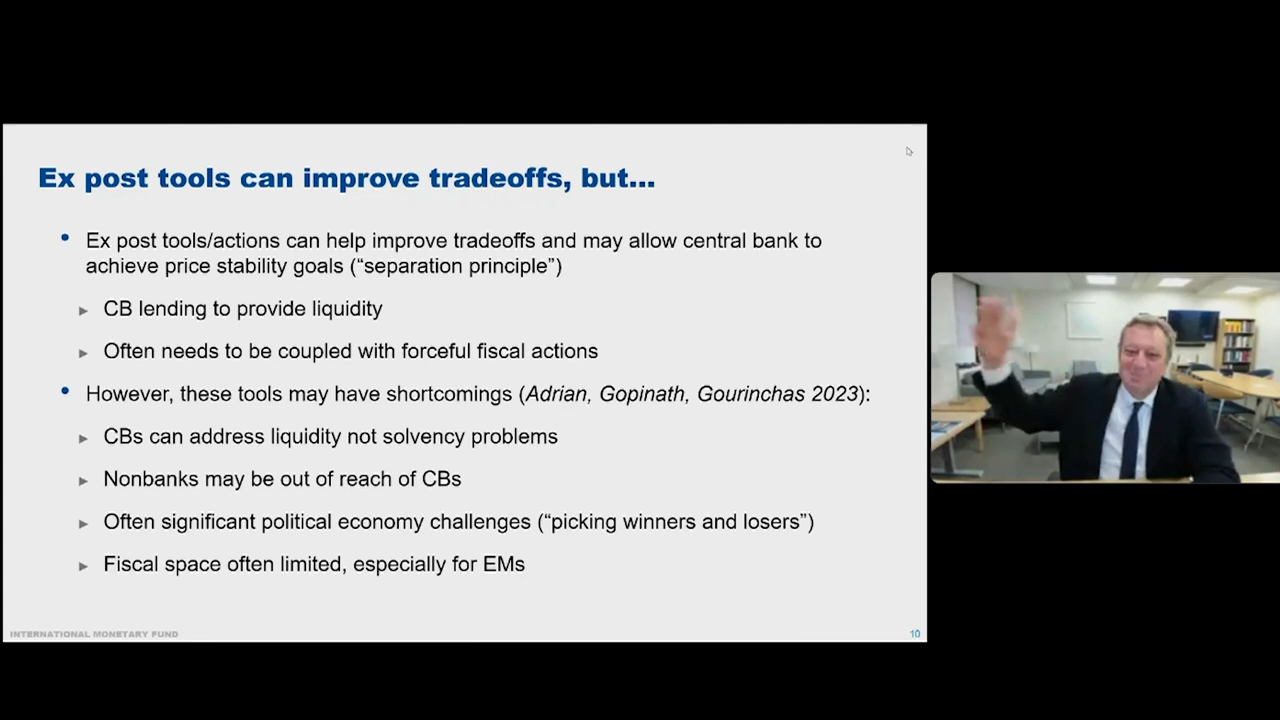 Ex post tools can improve tradeoffs, but...
• Ex post tools/actions can help improve tradeoffs and may allow central bank to
achieve price stability goals (“separation principle”)
► CB lending to provide liquidity
► Often needs to be coupled with forceful fiscal actions
• However, these tools may have shortcomings (Adrian, Gopinath, Gourinchas 2023):
► CBs can address liquidity not solvency problems
► Nonbanks may be out of reach of CBs
► Often significant political economy challenges (“picking winners and losers”)
► Fiscal space often limited, especially for EMs
INTERNATIONAL MONETARY FUND
10